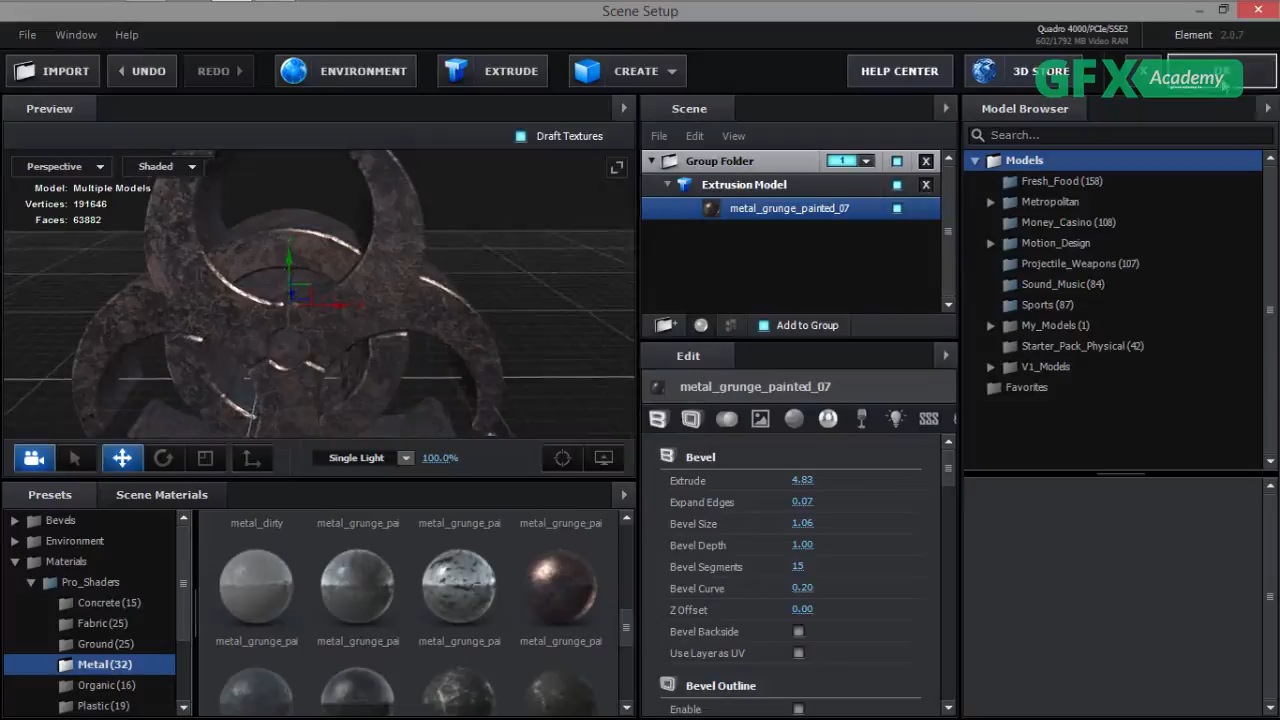 Scene Setup
File Window Help
Quadro 4000/PCIe/SSE2
602/1792 MB Video RAM
Element 2.0.7
IMPORT UNDO REDO ENVIRONMENT EXTRUDE CREATE HELP CENTER 3D STORE X OK
GFX Academy
Preview
Draft Textures
Perspective Shaded
Model: Multiple Models
Vertices: 191646
Faces: 63882
Single Light 100.0%
Presets Scene Materials
Bevels
Environment
Materials
Pro_Shaders
Concrete (15)
Fabric (25)
Ground (25)
Metal (32)
Organic (16)
Plastic (19)
metal_dirty metal_grunge_pai metal_grunge_pai metal_grunge_pai
metal_grunge_pai metal_grunge_pai metal_grunge_pai metal_grunge_pai
Scene
File Edit View
Group Folder 1 X
Extrusion Model X
metal_grunge_painted_07
Add to Group
Edit
metal_grunge_painted_07
Bevel
Extrude 4.83
Expand Edges 0.07
Bevel Size 1.06
Bevel Depth 1.00
Bevel Segments 15
Bevel Curve 0.20
Z Offset 0.00
Bevel Backside
Use Layer as UV
Bevel Outline
Enable
Model Browser
Search...
Models
Fresh_Food (158)
Metropolitan
Money_Casino (108)
Motion_Design
Projectile_Weapons (107)
Sound_Music (84)
Sports (87)
My_Models (1)
Starter_Pack_Physical (42)
V1_Models
Favorites